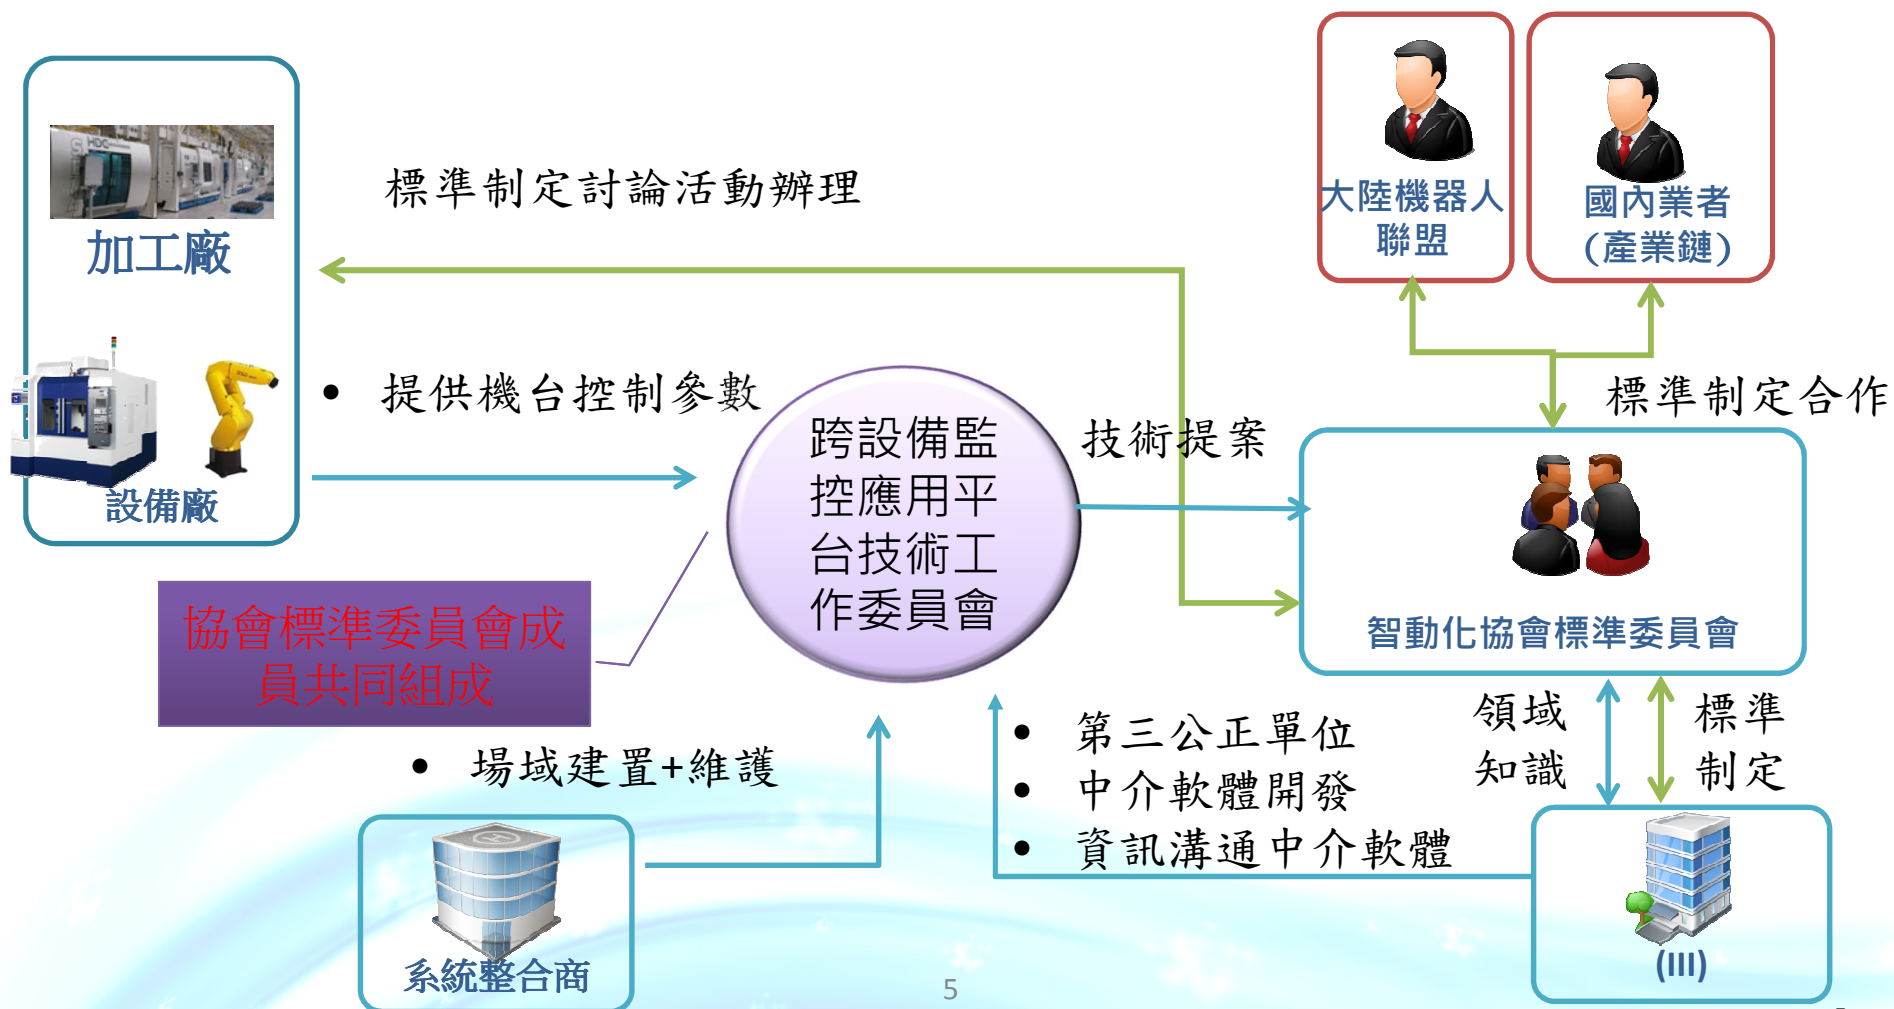 HDC
加工廠
設備廠
標準制定討論活動辦理
• 提供機台控制參數
跨設備監
控應用平
台技術工
作委員會
技術提案
大陸機器人
聯盟
國內業者
(產業鏈)
標準制定合作
智動化協會標準委員會
協會標準委員會成
員共同組成
• 場域建置+維護
系統整合商
• 第三公正單位
• 中介軟體開發
• 資訊溝通中介軟體
領域
知識
標準
制定
(III)
5